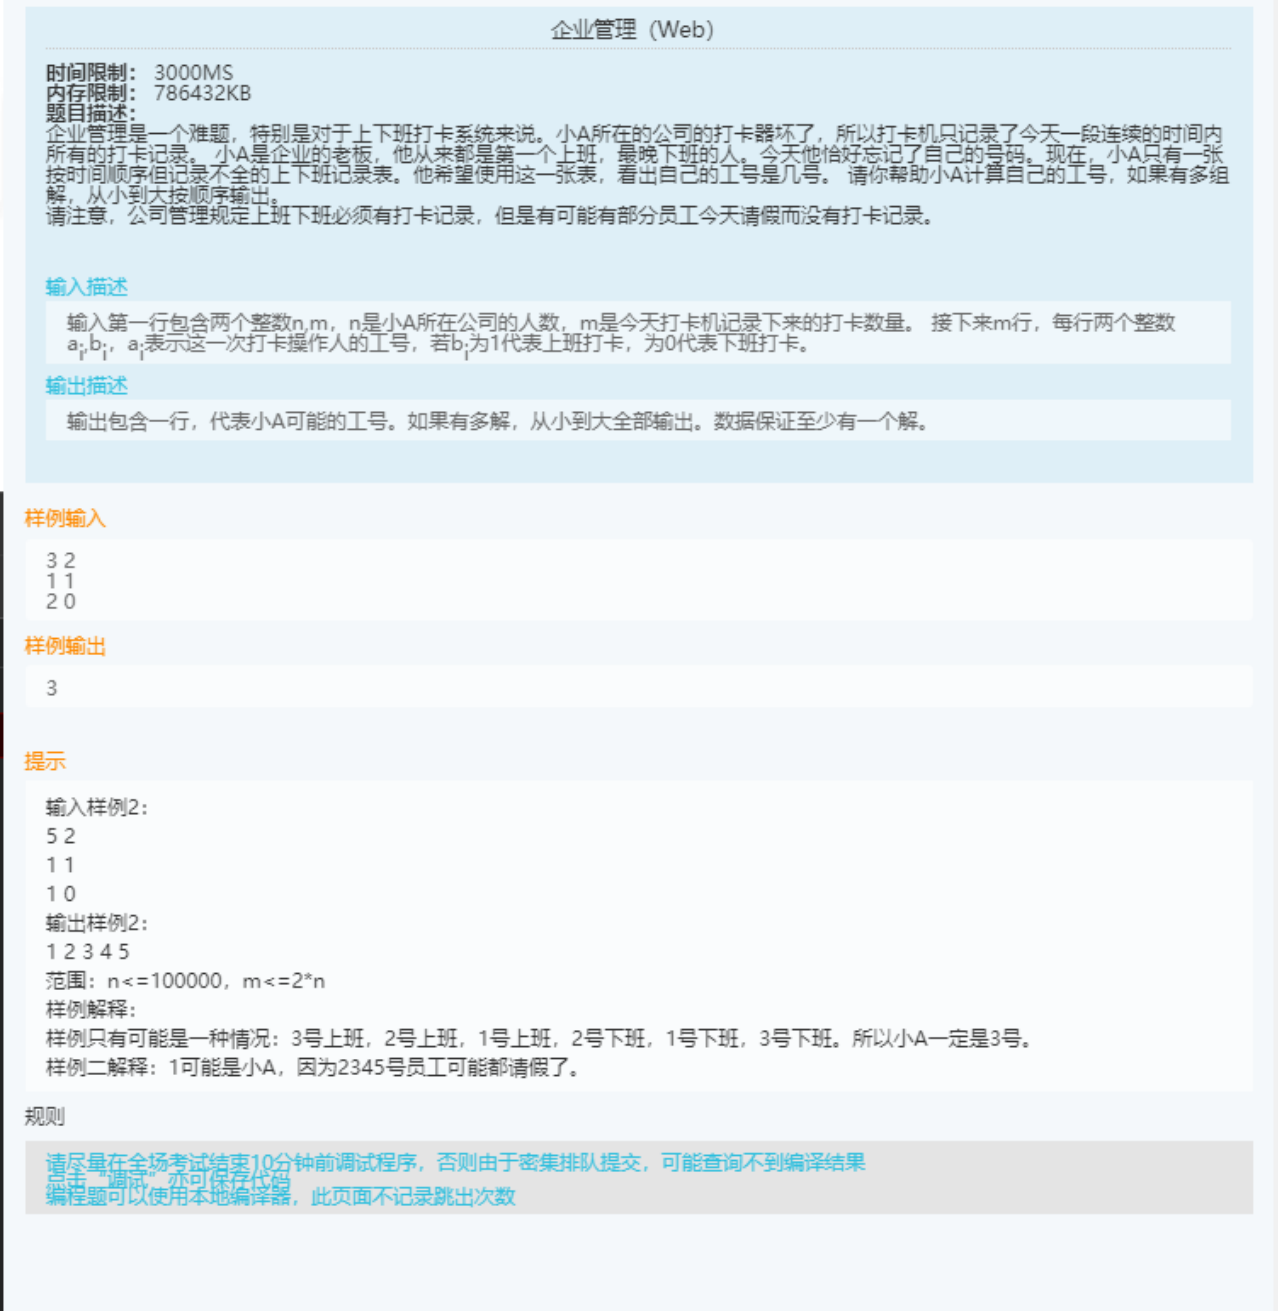 企业管理（Web）
时间限制： 3000MS
内存限制： 786432KB
题目描述：
企业管理是一个难题，特别是对于上下班打卡系统来说。小A所在的公司的打卡器坏了，所以打卡机只记录了今天一段连续的时间内
所有的打卡记录。 小A是企业的老板，他从来都是第一个上班，最晚下班的人。今天他恰好忘记了自己的号码。现在，小A只有一张
按时间顺序但记录不全的上下班记录表。他希望使用这一张表，看出自己的工号是几号。 请你帮助小A计算自己的工号，如果有多组
解，从小到大按顺序输出。
请注意，公司管理规定上班下班必须有打卡记录，但是有可能有部分员工今天请假而没有打卡记录。
输入描述
输入第一行包含两个整数n,m，n是小A所在公司的人数，m是今天打卡机记录下来的打卡数量。 接下来m行，每行两个整数
ai,bi，ai表示这一次打卡操作人的工号，若bi为1代表上班打卡，为0代表下班打卡。
输出描述
输出包含一行，代表小A可能的工号。如果有多解，从小到大全部输出。数据保证至少有一个解。
样例输入
3 2
1 1
2 0
样例输出
3
提示
输入样例2：
5 2
1 1
1 0
输出样例2：
1 2 3 4 5
范围：n<=100000，m<=2*n
样例解释：
样例只有可能是一种情况：3号上班，2号上班，1号上班，2号下班，1号下班，3号下班。所以小A一定是3号。
样例二解释：1可能是小A，因为2345号员工可能都请假了。
规则
请尽量在全场考试结束10分钟前调试程序，否则由于密集排队提交，可能查询不到编译结果
点击“调试”亦可保存代码
编程题可以使用本地编译器，此页面不记录跳出次数